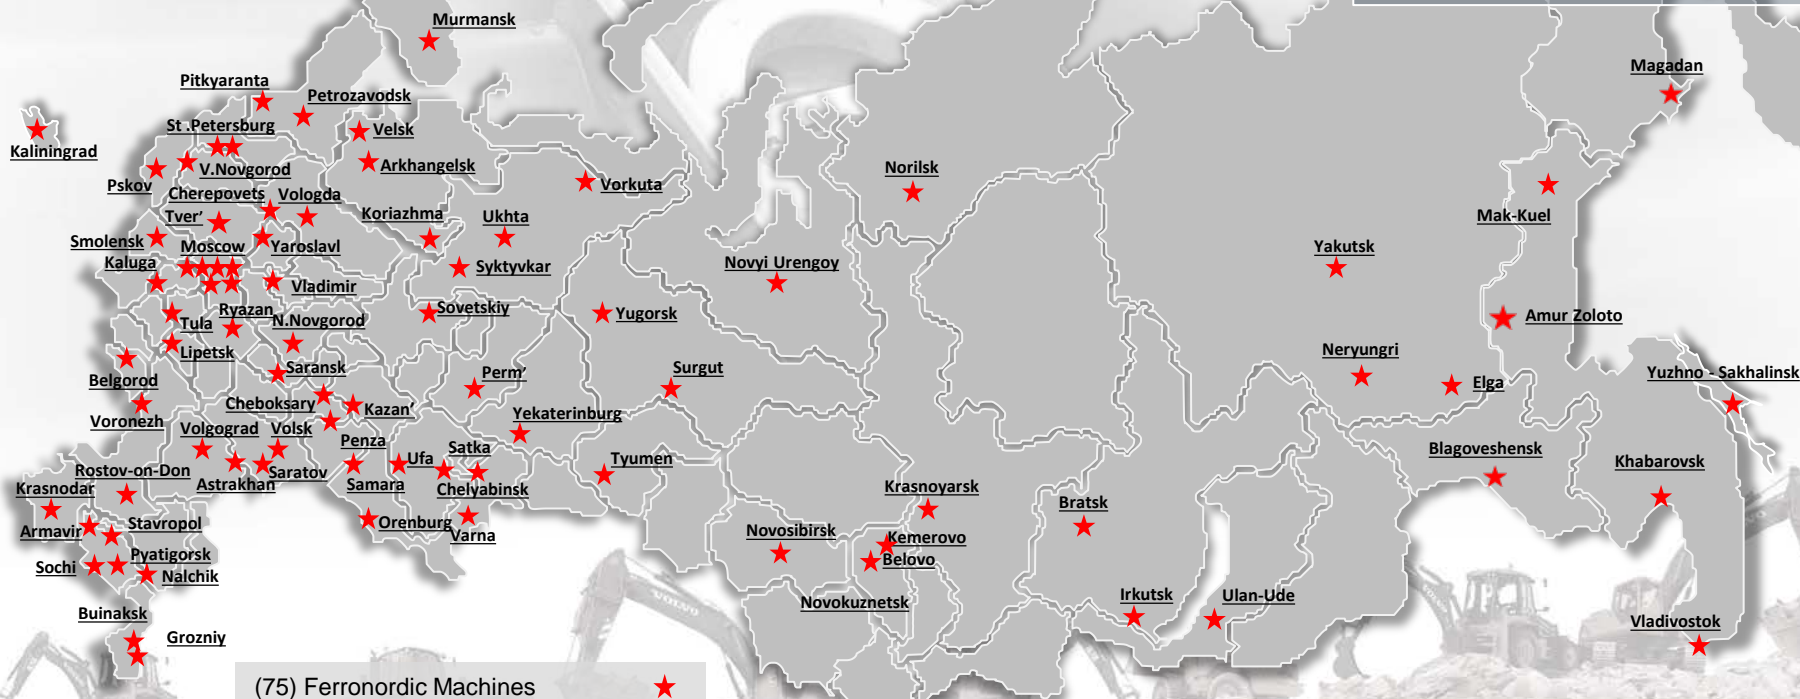 Murmansk
Magadan
Pitkyaranta
Petrozavodsk
St .Petersburg
Velsk
Kaliningrad
Arkhangelsk
V.Novgorod
Norilsk
Pskov
Vorkuta
Cherepovets
Vologda
Koriazhma
Ukhta
Tver’
Mak-Kuel
Smolensk
Moscow
Yaroslavl
Yakutsk
Kaluga
Syktyvkar
Novyi Urengoy
Vladimir
Ryazan
N.Novgorod
Sovetskiy
Yugorsk
Amur Zoloto
Tula
Lipetsk
Neryungri
Saransk
Perm’
Surgut
Yuzhno - Sakhalinsk
Belgorod
Elga
Cheboksary
Kazan’
Yekaterinburg
Voronezh
Volgograd
Volsk
Penza
Satka
Blagoveshensk
Ufa
Tyumen
Khabarovsk
Rostov-on-Don
Saratov
Astrakhan
Samara
Chelyabinsk
Krasnodar
Krasnoyarsk
Bratsk
Armavir
Stavropol
Orenburg
Varna
Novosibirsk
Kemerovo
Pyatigorsk
Belovo
Sochi
Nalchik
Irkutsk
Ulan-Ude
Novokuznetsk
Buinaksk
Vladivostok
Grozniy
VOLVO
(75) Ferronordic Machines